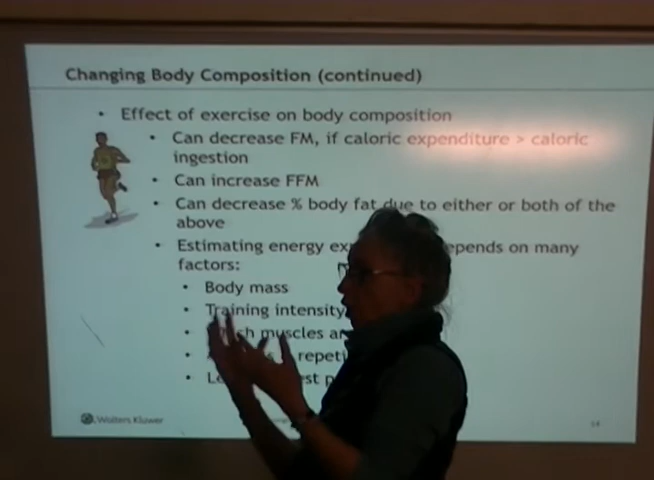 Changing Body Composition (continued)
• Effect of exercise on body composition
• Can decrease FM, if caloric expenditure > caloric
ingestion
• Can increase FFM
• Can decrease % body fat due to either or both of the
above
• Estimating energy depends on many
factors:
• Body mass
• Training intensity
• muscles
•
•
Wolters Kluwer